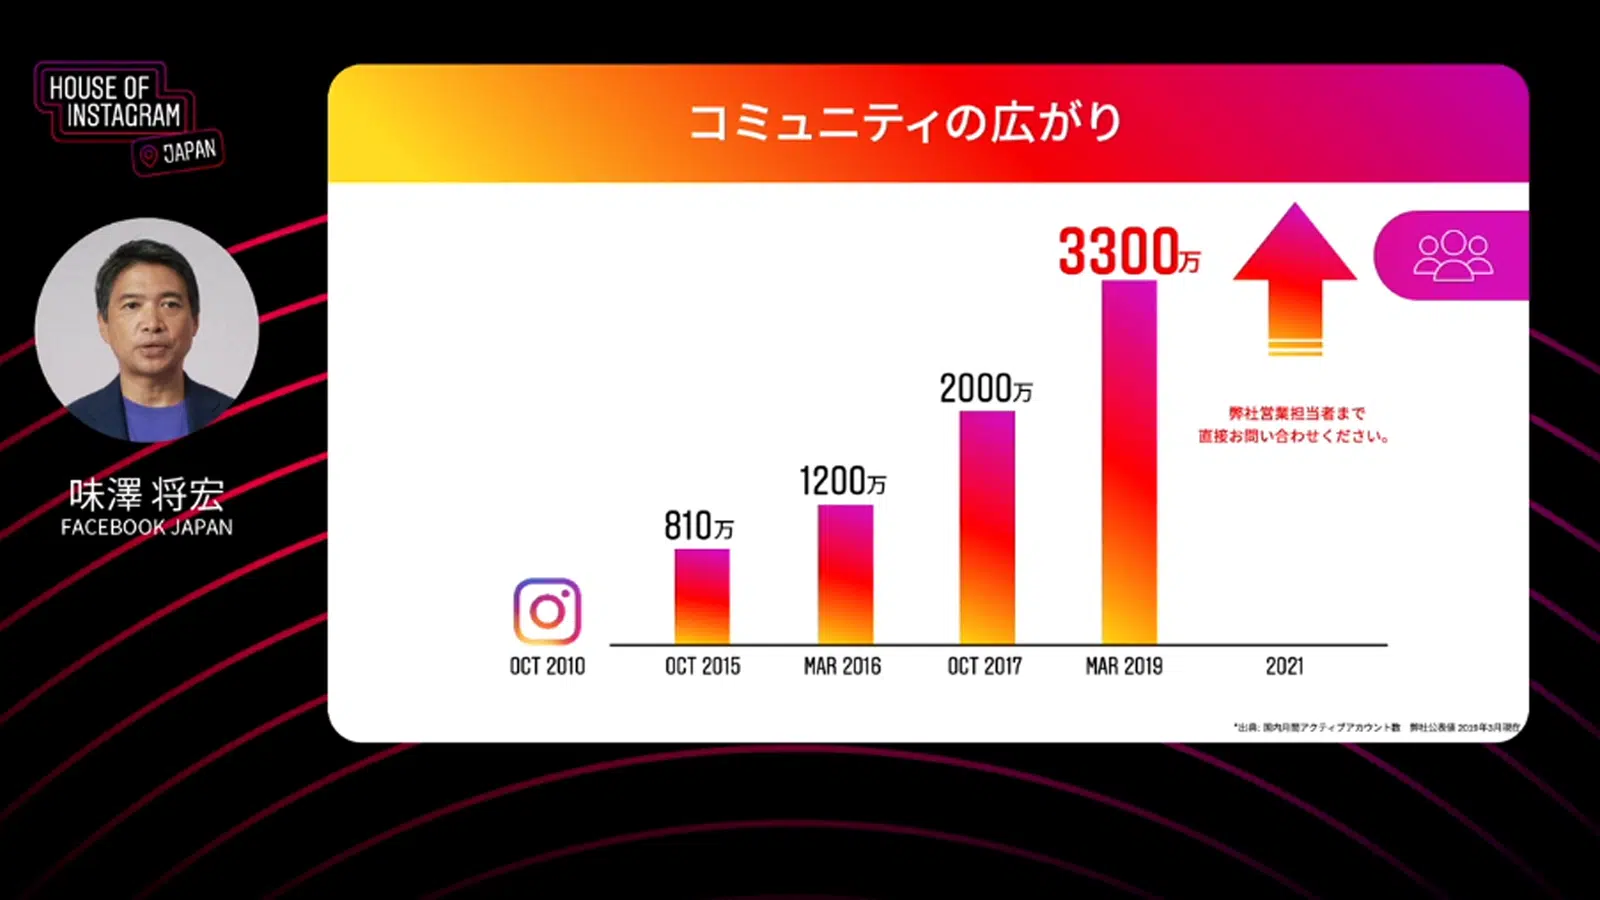 HOUSE OF
INSTAGRAM
JAPAN
味澤 将宏
FACEBOOK JAPAN
コミュニティの広がり
3300万
2000万
1200万
810万
弊社営業担当者まで
直接お問い合わせください。
OCT 2010
OCT 2015
MAR 2016
OCT 2017
MAR 2019
2021
*出典: 国内月間アクティブアカウント数 弊社公表値 2019年3月現在